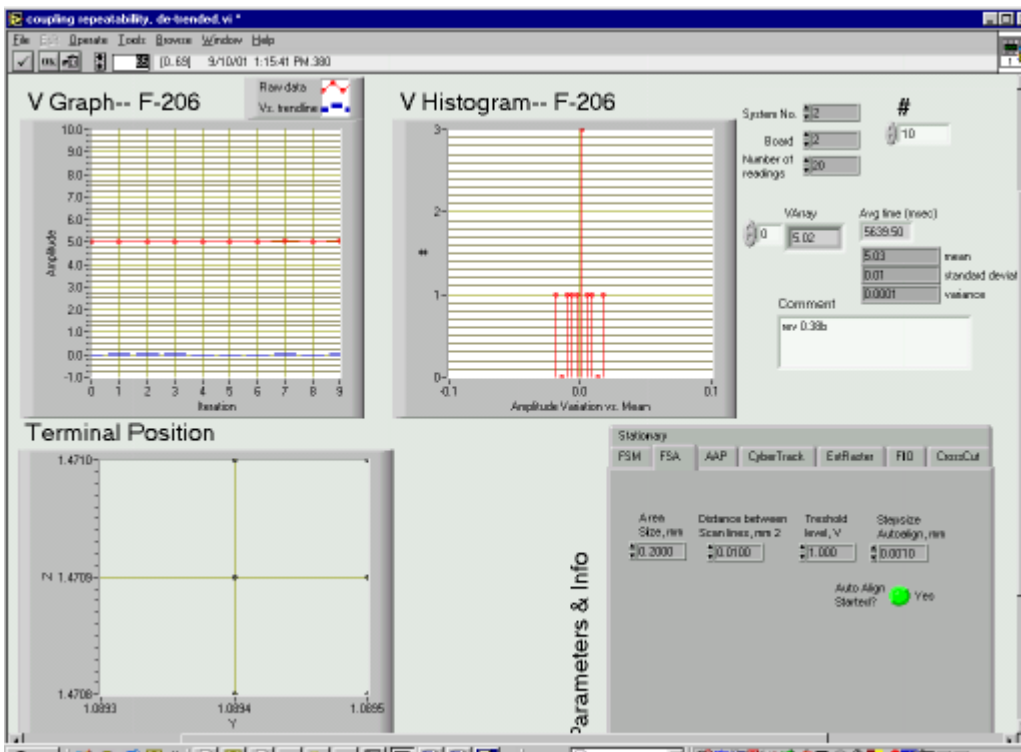 coupling repeatability, de-trended.vi *
File Edit Operate Tools Browse Window Help
[0..69] 9/10/01 1:15:41 PM.380
V Graph-- F-206
Raw data
Vz. trendline
10.0
9.0
8.0
7.0
6.0
5.0
4.0
3.0
2.0
1.0
0.0
-1.0
Amplitude
0 1 2 3 4 5 6 7 8 9
Iteration
V Histogram-- F-206
3
2
1
0
#
-0.1 0.0 0.1
Amplitude Variation vz. Mean
System No. 2
Board 2
Number of
readings 20
#
10
VArray
0 5.02
Avg time (msec)
5639.50
5.03 mean
0.01 standard deviat
0.0001 variance
Comment
rev 0.38b
Terminal Position
1.4710
Z 1.4709
1.4708
1.0893 1.0894 1.0895
Y
Parameters & Info
Stationary
FSM FSA AAP CyberTrack ExtRaster FIO CrossCut
Area
Size, mm
0.2000
Distance between
Scan lines, mm 2
0.0100
Treshold
level, V
1.000
Stepsize
Autoalign, mm
0.0010
Auto Align
Started? Yes